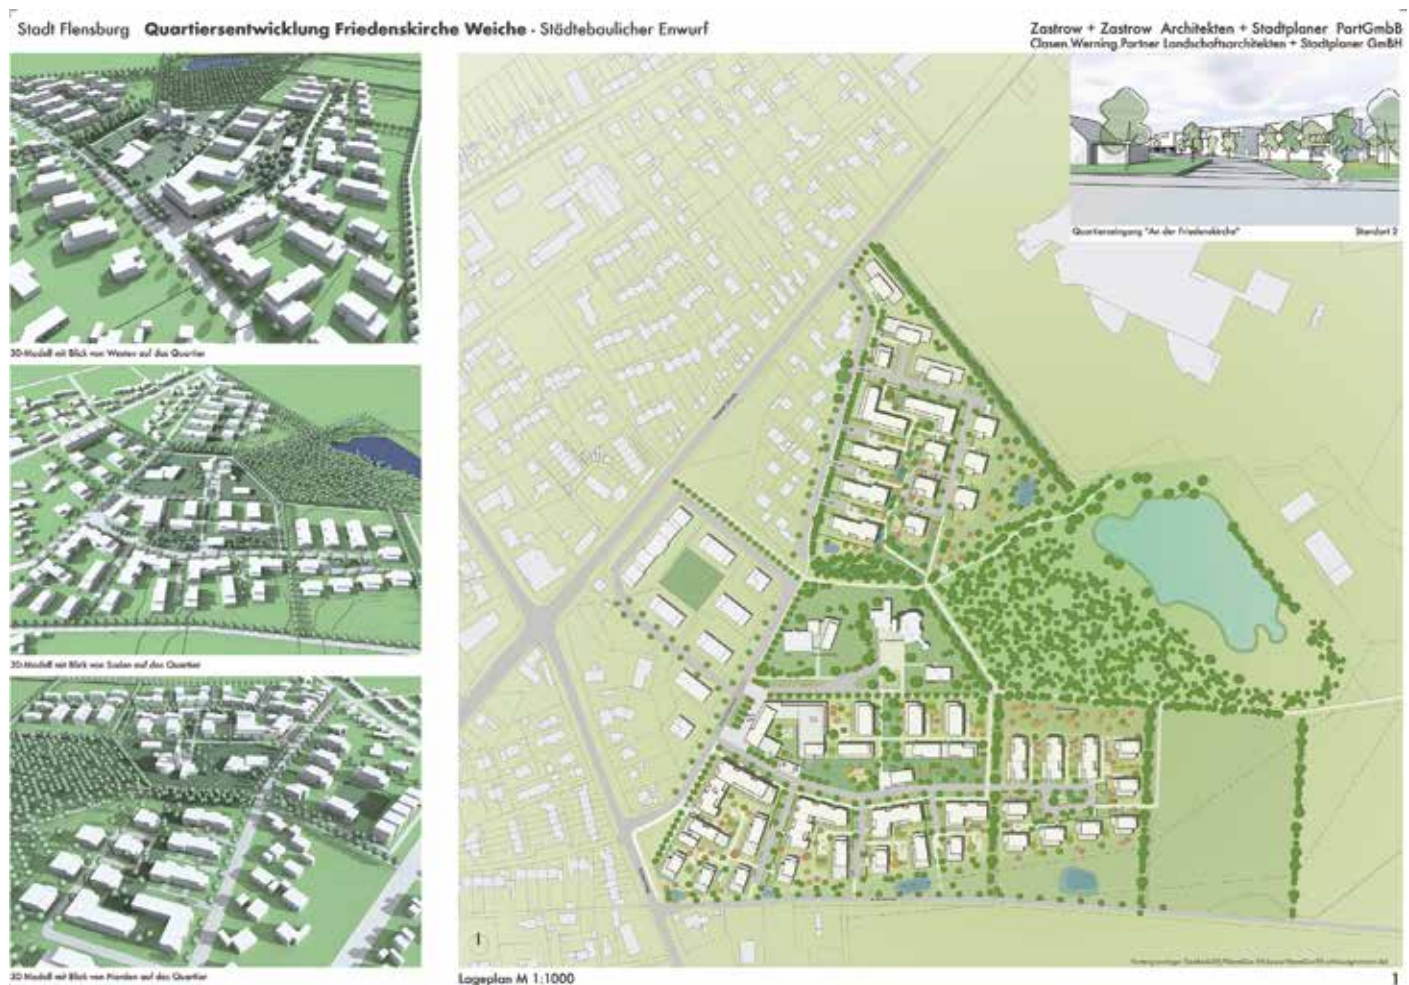 Stadt Flensburg Quartiersentwicklung Friedenskirche Weiche - Städtebaulicher Enwurf
Zastrow + Zastrow Architekten + Stadtplaner PartGmbB
Clasen.Werning.Partner Landschaftsarchitekten + Stadtplaner GmBH
3D-Modell mit Blick von Westen auf das Quartier
Quartierseingang "An der Friedenskirche" Standort 2
3D-Modell mit Blick von Süden auf das Quartier
3D-Modell mit Blick von Norden auf das Quartier
1
Lageplan M 1:1000
1